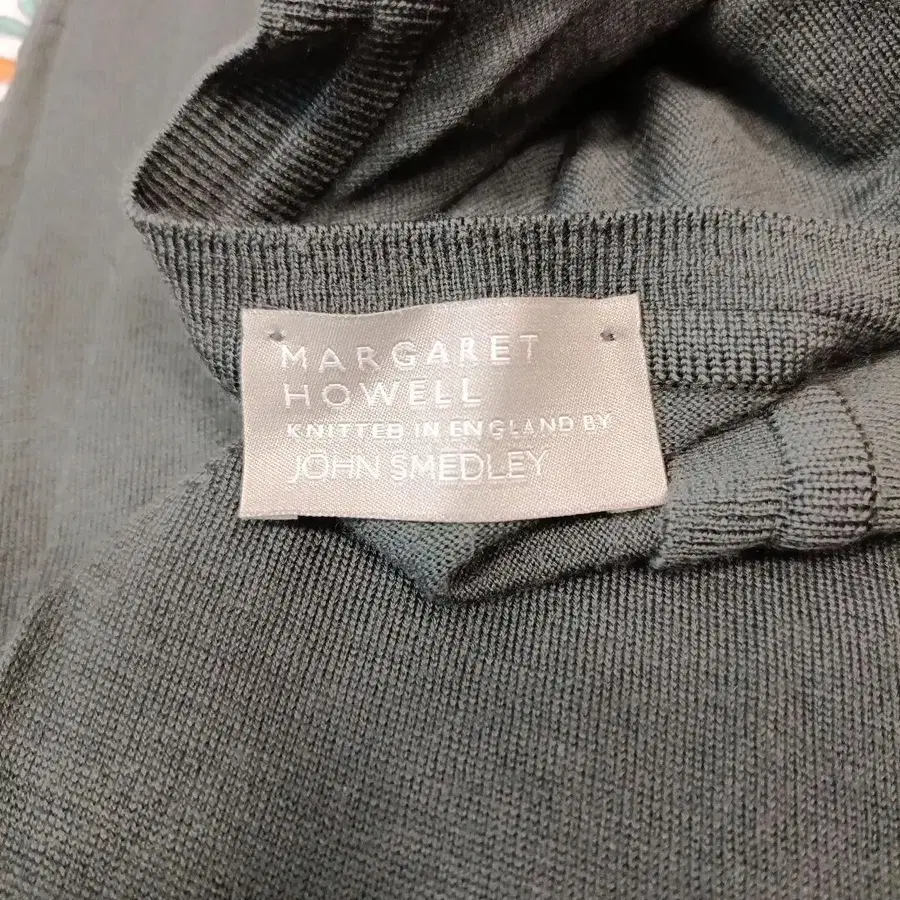 MARGARET
HOWELL
KNITTED IN ENGLAND BY
JOHN SMEDLEY